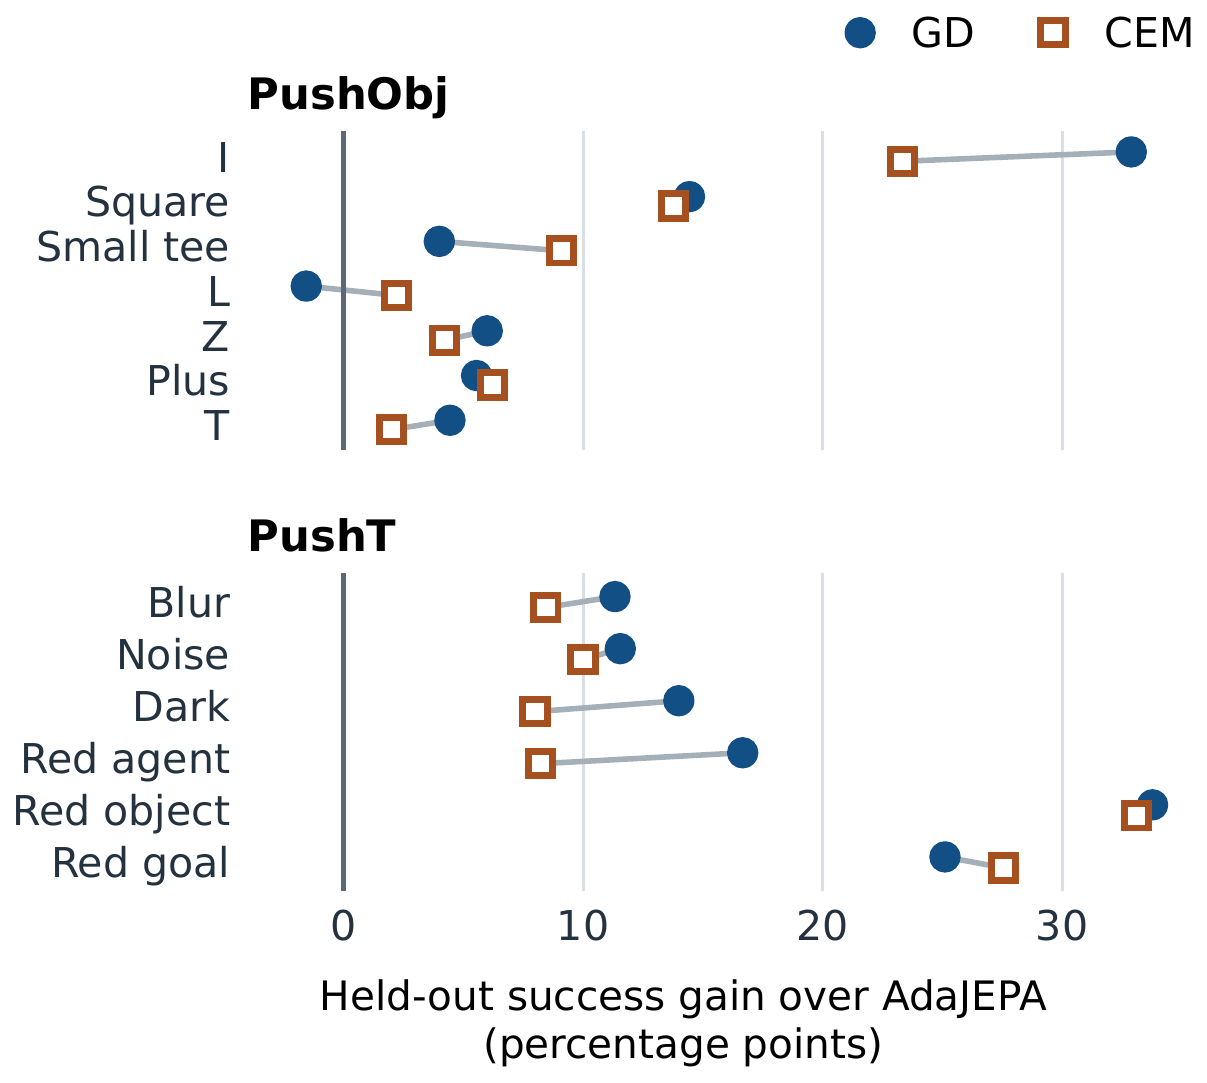 GD CEM
PushObj
I
Square
Small tee
L
Z
Plus
T
PushT
Blur
Noise
Dark
Red agent
Red object
Red goal
0 10 20 30
Held-out success gain over AdaJEPA
(percentage points)